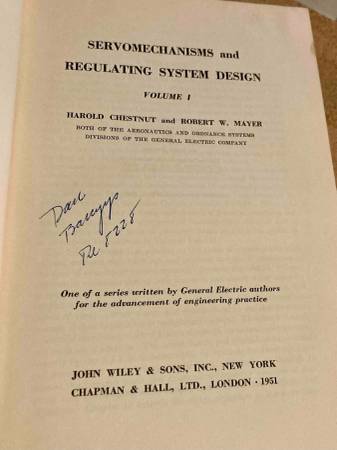 SERVOMECHANISMS and
REGULATING SYSTEM DESIGN
VOLUME I
HAROLD CHESTNUT and ROBERT W. MAYER
BOTH OF THE AERONAUTICS AND ORDNANCE SYSTEMS
DIVISIONS OF THE GENERAL ELECTRIC COMPANY
One of a series written by General Electric authors
for the advancement of engineering practice
JOHN WILEY & SONS, INC., NEW YORK
CHAPMAN & HALL, LTD., LONDON · 1951